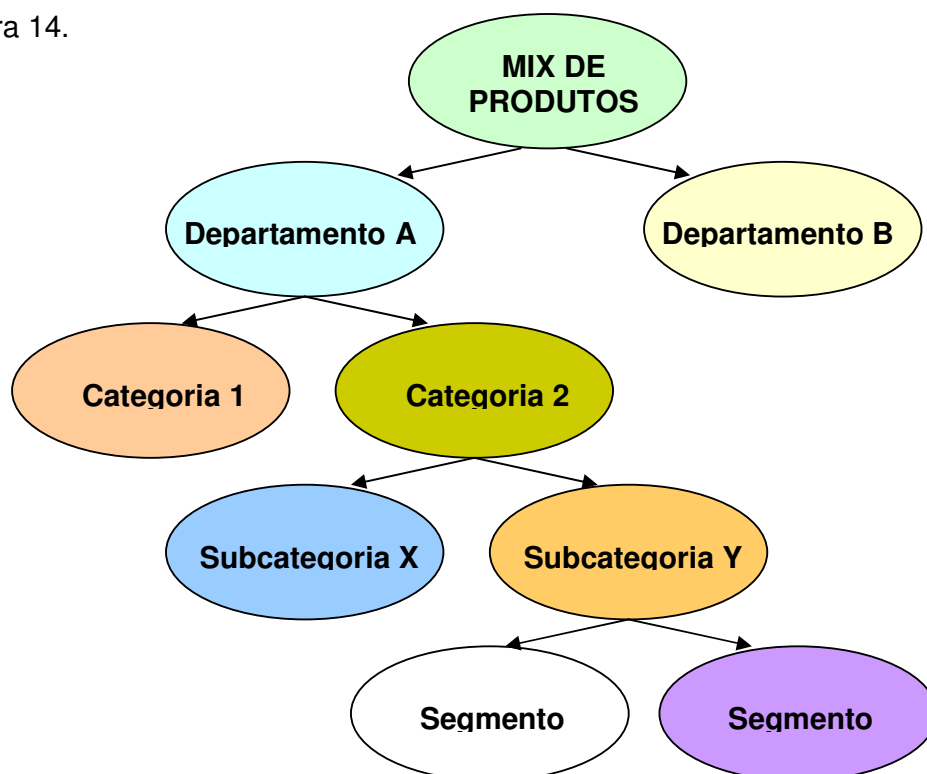 ra 14.
MIX DE
PRODUTOS
Departamento A
Departamento B
Categoria 1
Categoria 2
Subcategoria X
Subcategoria Y
Segmento
Segmento